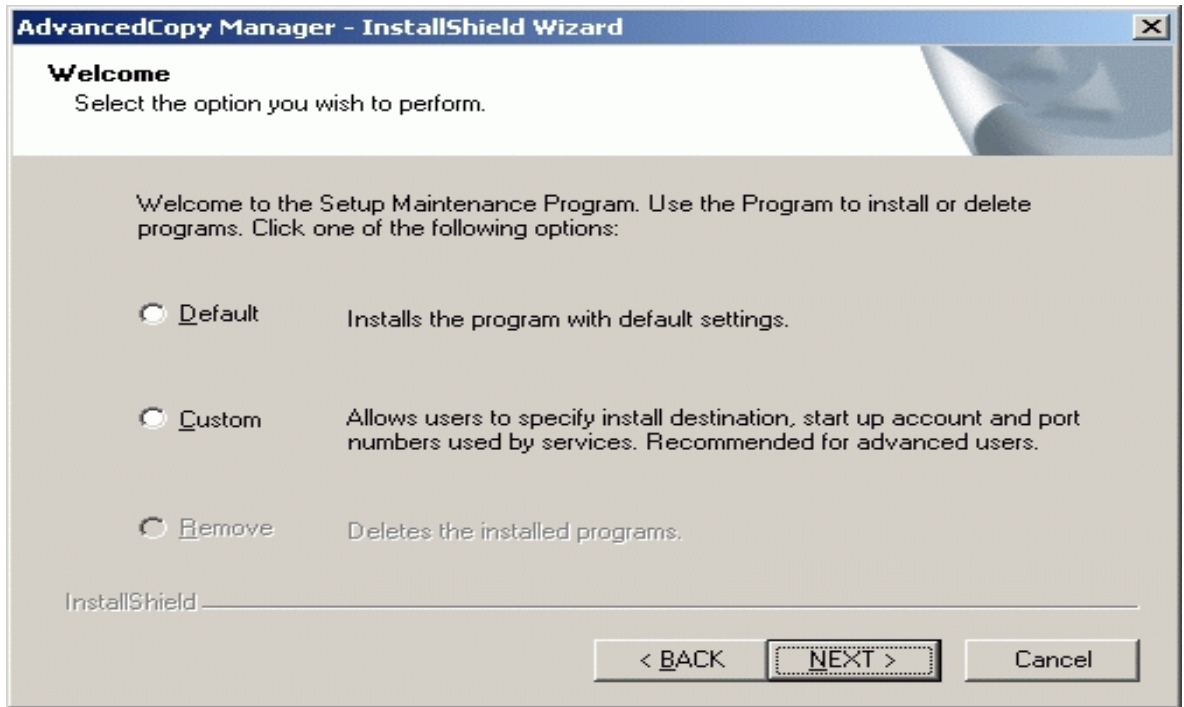 AdvancedCopy Manager - InstallShield Wizard
Welcome
Select the option you wish to perform.
Welcome to the Setup Maintenance Program. Use the Program to install or delete
programs. Click one of the following options:
Default
Installs the program with default settings.
Custom
Allows users to specify install destination, start up account and port
numbers used by services. Recommended for advanced users.
Remove
Deletes the installed programs.
InstallShield
< BACK
NEXT >
Cancel